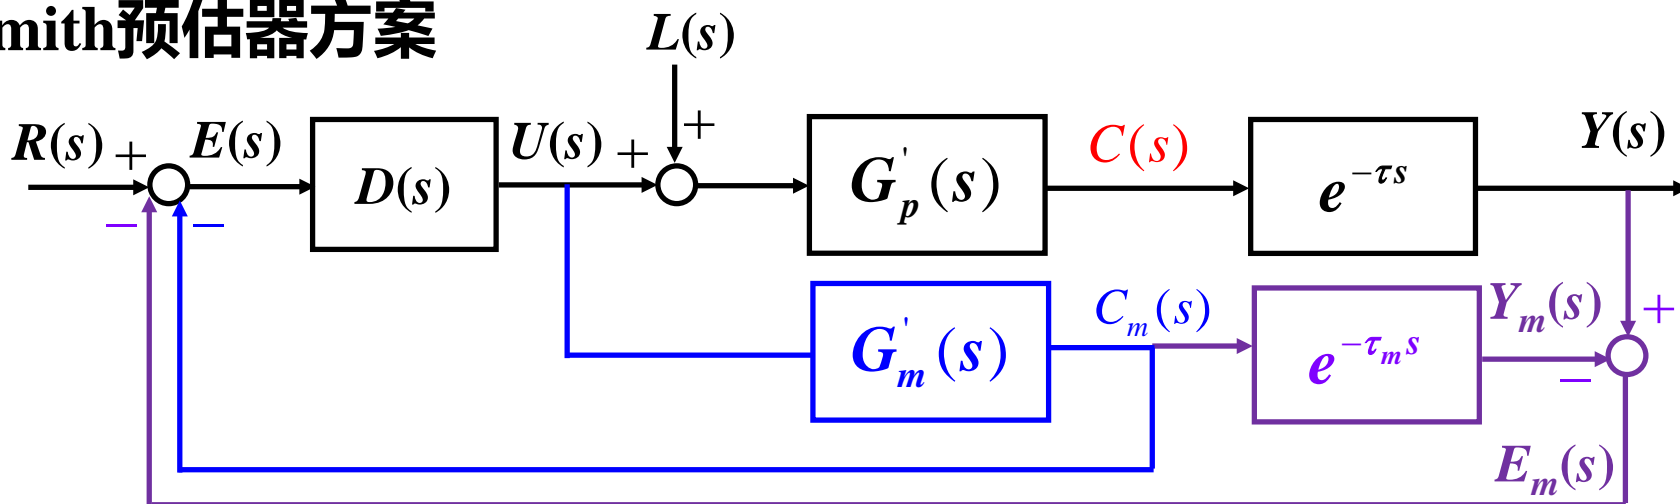 mith预估器方案
L(s)
R(s) + E(s) U(s) + + C(s) Y(s)
D(s) G'p(s) e^{-τs}
− −
Cm(s) Ym(s) +
G'm(s) e^{-τm s} −
Em(s)